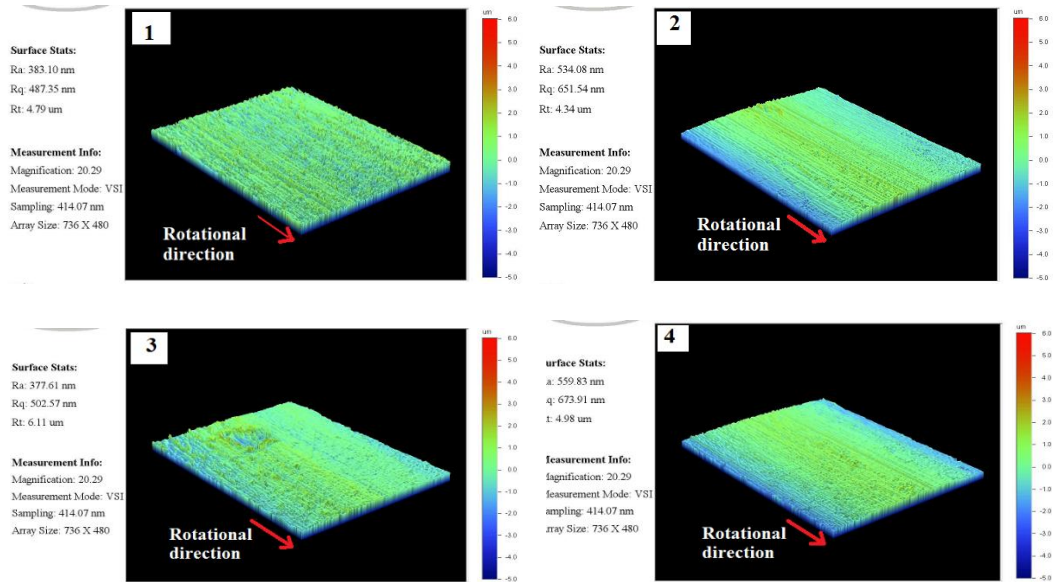 1
Surface Stats:
Ra: 383.10 nm
Rq: 487.35 nm
Rt: 4.79 um
Measurement Info:
Magnification: 20.29
Measurement Mode: VSI
Sampling: 414.07 nm
Array Size: 736 X 480
Rotational
direction
um
6.0
5.0
4.0
3.0
2.0
1.0
0.0
-1.0
-2.0
-3.0
-4.0
-5.0
2
Surface Stats:
Ra: 534.08 nm
Rq: 651.54 nm
Rt: 4.34 um
Measurement Info:
Magnification: 20.29
Measurement Mode: VSI
Sampling: 414.07 nm
Array Size: 736 X 480
Rotational
direction
um
6.0
5.0
4.0
3.0
2.0
1.0
0.0
-1.0
-2.0
-3.0
-4.0
-5.0
3
Surface Stats:
Ra: 377.61 nm
Rq: 502.57 nm
Rt: 6.11 um
Measurement Info:
Magnification: 20.29
Measurement Mode: VSI
Sampling: 414.07 nm
Array Size: 736 X 480
Rotational
direction
um
6.0
5.0
4.0
3.0
2.0
1.0
0.0
-1.0
-2.0
-3.0
-4.0
-5.0
4
urface Stats:
a: 559.83 nm
q: 673.91 nm
t: 4.98 um
Measurement Info:
Magnification: 20.29
Measurement Mode: VSI
ampling: 414.07 nm
rray Size: 736 X 480
Rotational
direction
um
6.0
5.0
4.0
3.0
2.0
1.0
0.0
-1.0
-2.0
-3.0
-4.0
-5.0